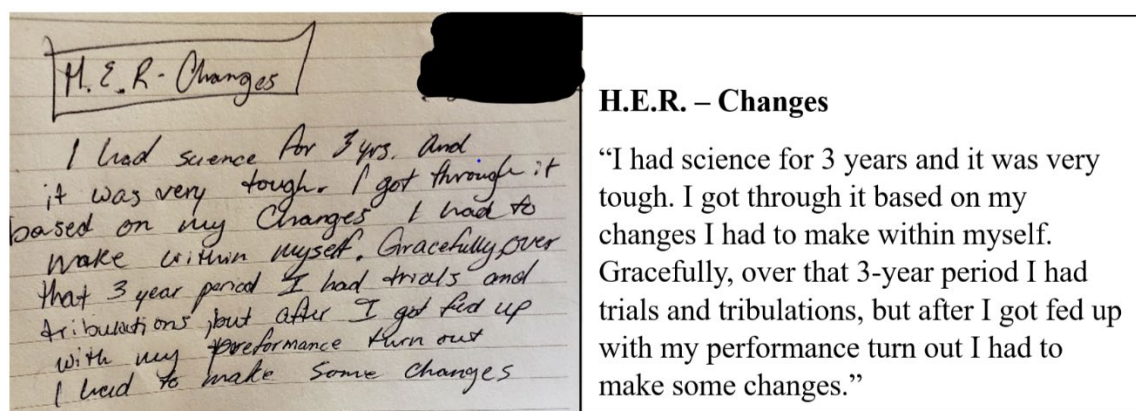 H.E.R - Changes
I had science for 3 yrs. And
it was very tough. I got through it
based on my Changes I had to
make within myself. Gracefully, over
that 3 year period I had trials and
tribulations, but after I got fed up
with my preformance turn out
I had to make some changes
H.E.R. – Changes
“I had science for 3 years and it was very
tough. I got through it based on my
changes I had to make within myself.
Gracefully, over that 3-year period I had
trials and tribulations, but after I got fed up
with my performance turn out I had to
make some changes.”